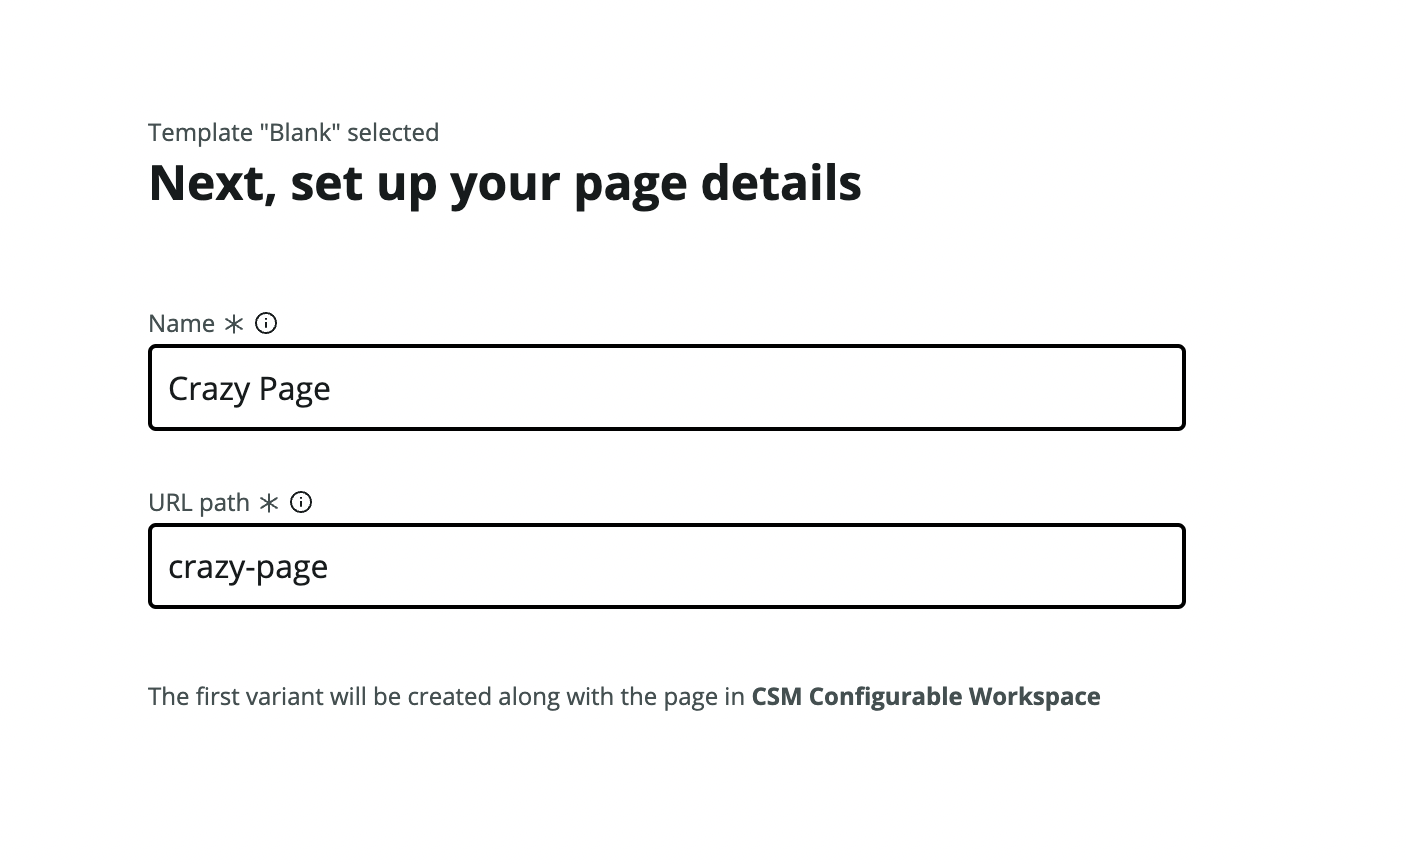 Template "Blank" selected
Next, set up your page details
Name *
Crazy Page
URL path *
crazy-page
The first variant will be created along with the page in CSM Configurable Workspace